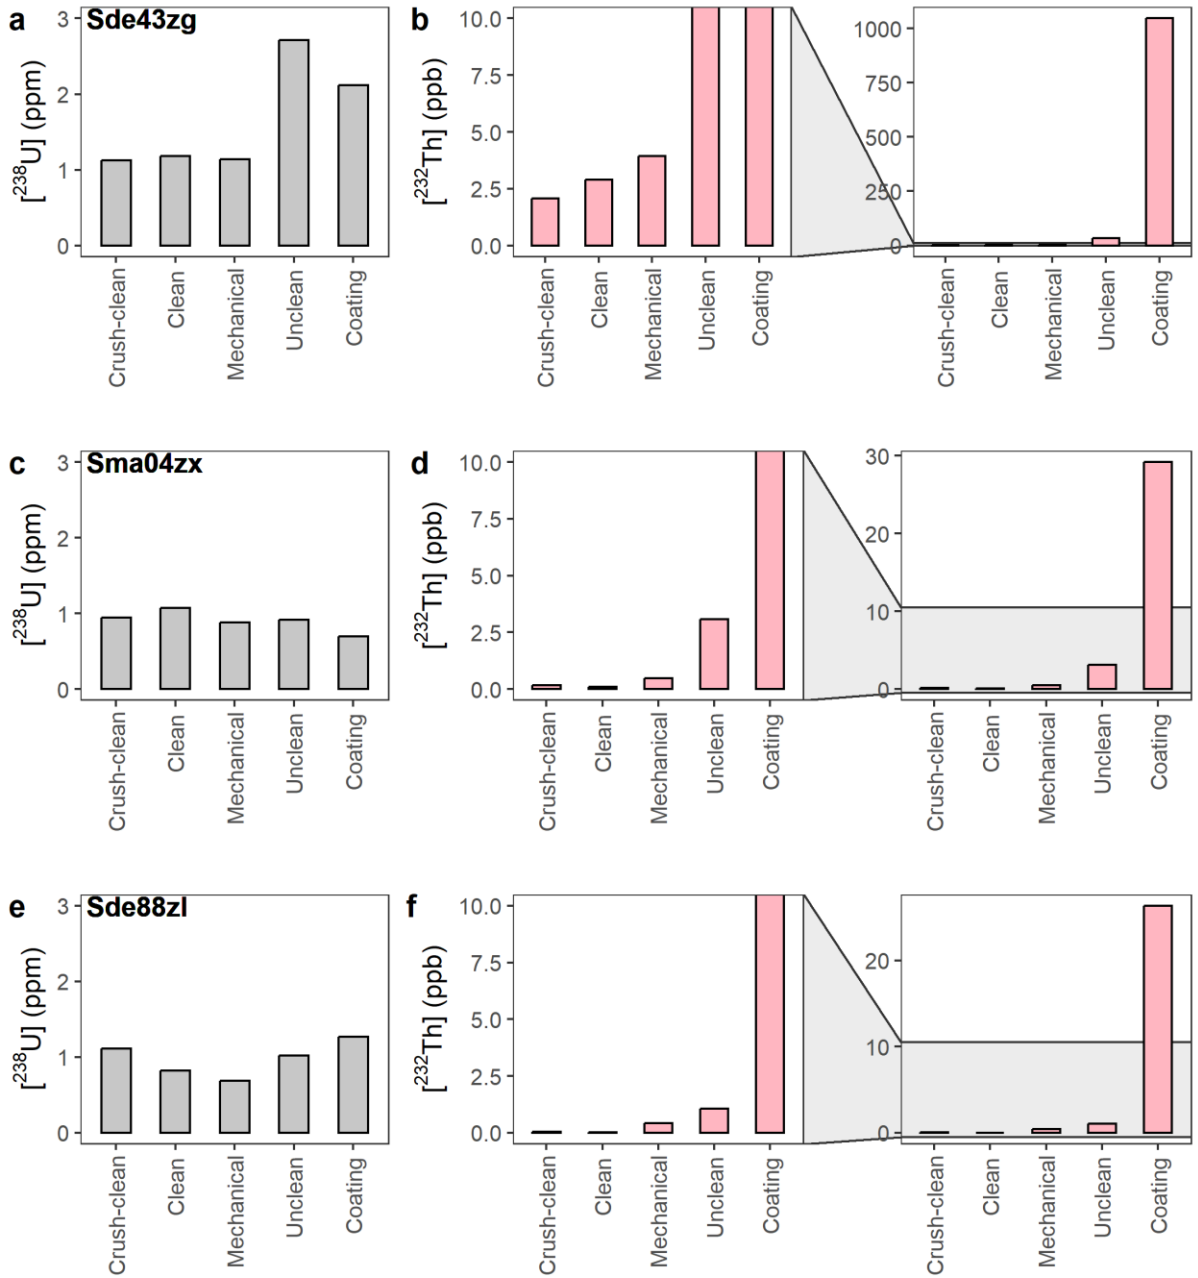 a Sde43zg
[²³⁸U] (ppm)
3
2
1
0
Crush-clean
Clean
Mechanical
Unclean
Coating
b
[²³²Th] (ppb)
10.0
7.5
5.0
2.5
0.0
Crush-clean
Clean
Mechanical
Unclean
Coating
1000
750
500
250
0
Crush-clean
Clean
Mechanical
Unclean
Coating
c Sma04zx
[²³⁸U] (ppm)
3
2
1
0
Crush-clean
Clean
Mechanical
Unclean
Coating
d
[²³²Th] (ppb)
10.0
7.5
5.0
2.5
0.0
Crush-clean
Clean
Mechanical
Unclean
Coating
30
20
10
0
Crush-clean
Clean
Mechanical
Unclean
Coating
e Sde88zl
[²³⁸U] (ppm)
3
2
1
0
Crush-clean
Clean
Mechanical
Unclean
Coating
f
[²³²Th] (ppb)
10.0
7.5
5.0
2.5
0.0
Crush-clean
Clean
Mechanical
Unclean
Coating
20
10
0
Crush-clean
Clean
Mechanical
Unclean
Coating